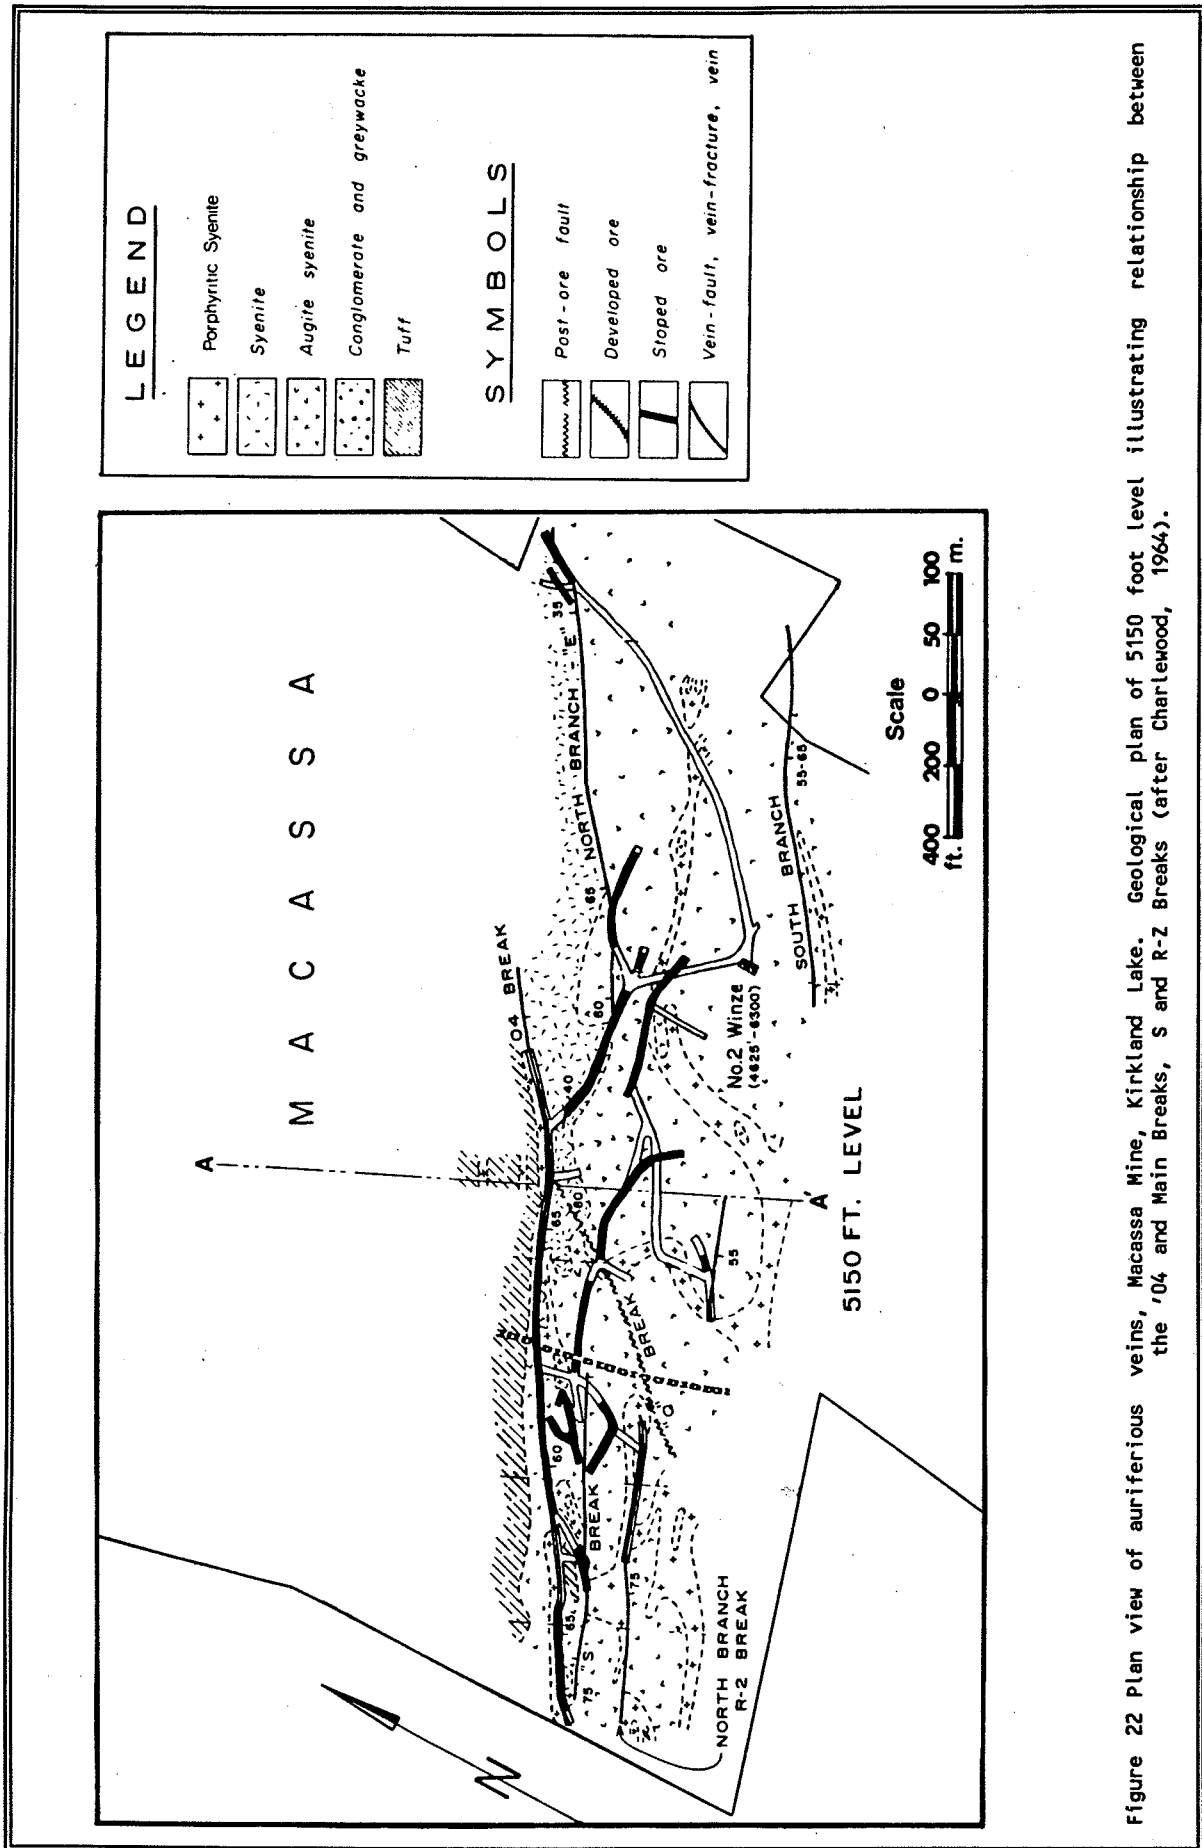 LEGEND
Porphyritic Syenite
Syenite
Augite syenite
Conglomerate and greywacke
Tuff
SYMBOLS
Post-ore fault
Developed ore
Stoped ore
Vein-fault, vein-fracture, vein
MACASSA
A
04 BREAK
NORTH BRANCH "E"
35
65
60
40
65
80
60
65
75
"S"
BREAK
75
BREAK
"Q"
55
55-65
SOUTH BRANCH
No.2 Winze
(4625'-6300)
A'
NORTH BRANCH
R-2 BREAK
5150 FT. LEVEL
N
Scale
400 200 0 50 100
ft. m.
Figure 22 Plan view of auriferious veins, Macassa Mine, Kirkland Lake. Geological plan of 5150 foot level illustrating relationship between
the '04 and Main Breaks, S and R-Z Breaks (after Charlewood, 1964).